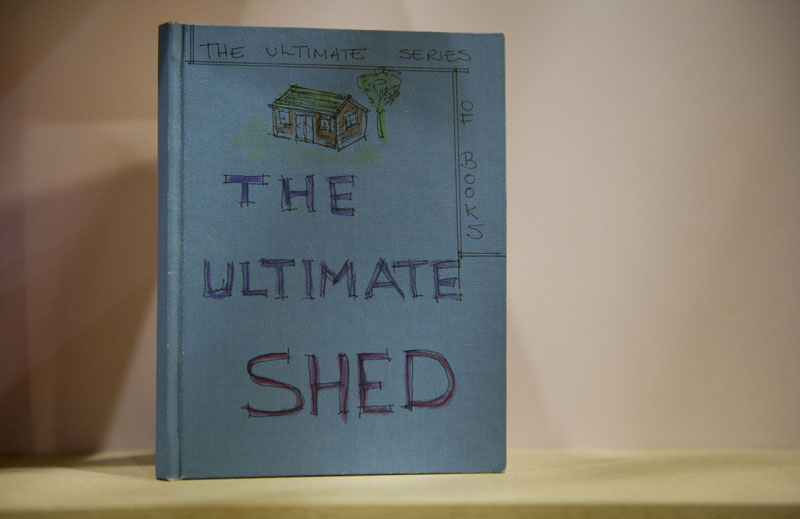 THE ULTIMATE SERIES
OF BOOKS
THE
ULTIMATE
SHED